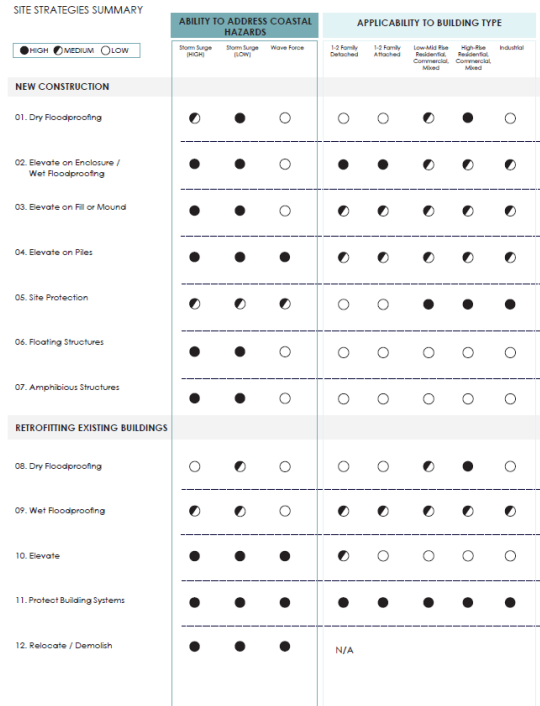 SITE STRATEGIES SUMMARY
HIGH MEDIUM LOW
ABILITY TO ADDRESS COASTAL
HAZARDS
APPLICABILITY TO BUILDING TYPE
Storm Surge
(HIGH)
Storm Surge
(LOW)
Wave Force
1-2 Family
Detached
1-2 Family
Attached
Low-Mid Rise
Residential,
Commercial,
Mixed
High-Rise
Residential,
Commercial,
Mixed
Industrial
NEW CONSTRUCTION
01. Dry Floodproofing
02. Elevate on Enclosure /
Wet Floodproofing
03. Elevate on Fill or Mound
04. Elevate on Piles
05. Site Protection
06. Floating Structures
07. Amphibious Structures
RETROFITTING EXISTING BUILDINGS
08. Dry Floodproofing
09. Wet Floodproofing
10. Elevate
11. Protect Building Systems
12. Relocate / Demolish
N/A